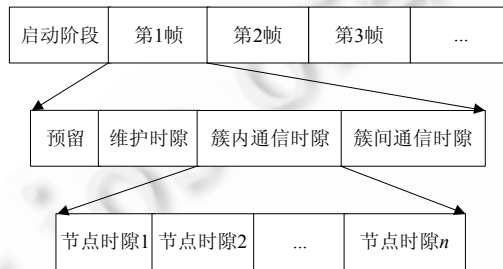 启动阶段 第1帧 第2帧 第3帧 ...
预留 维护时隙 簇内通信时隙 簇间通信时隙
节点时隙1 节点时隙2 ... 节点时隙n